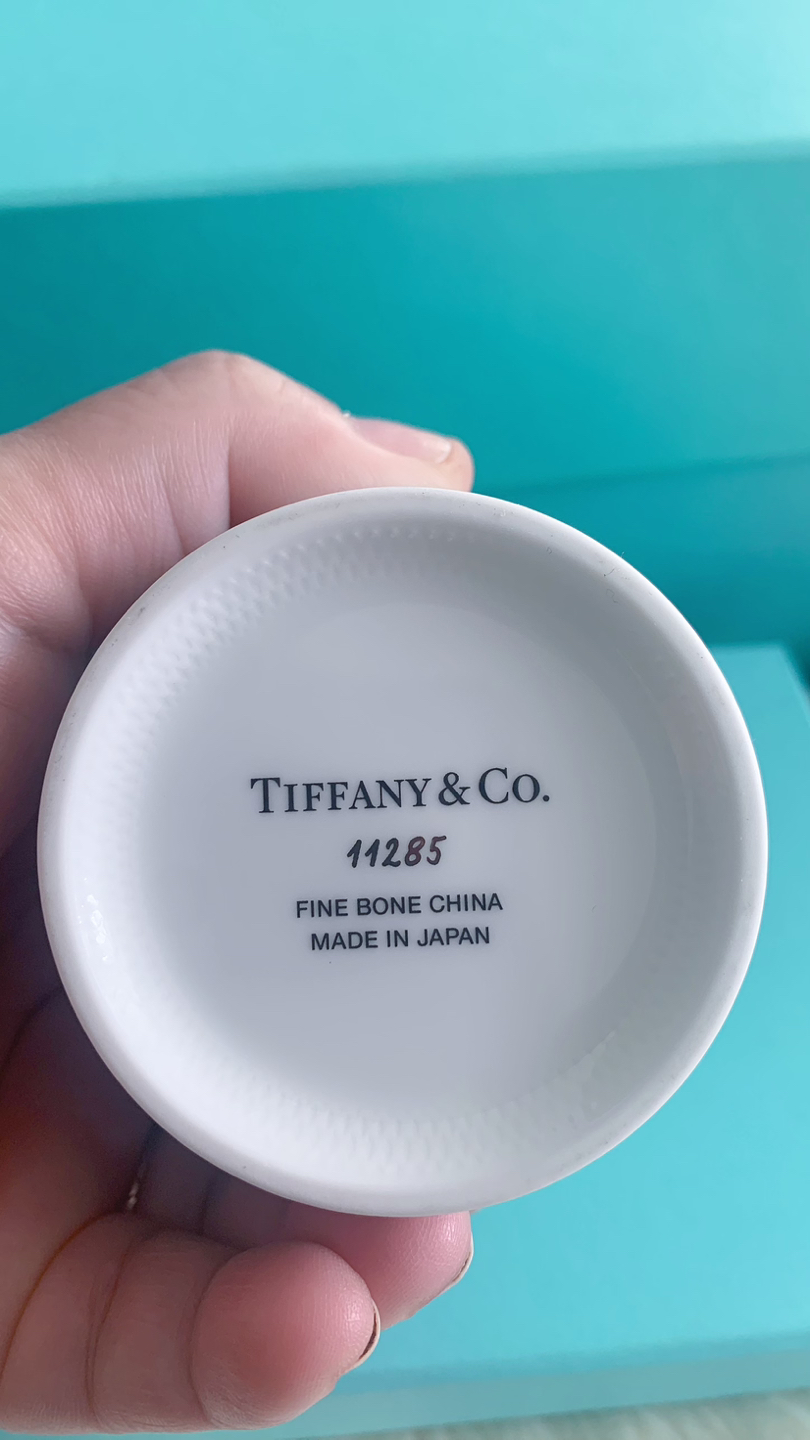 TIFFANY & CO.
11285
FINE BONE CHINA
MADE IN JAPAN